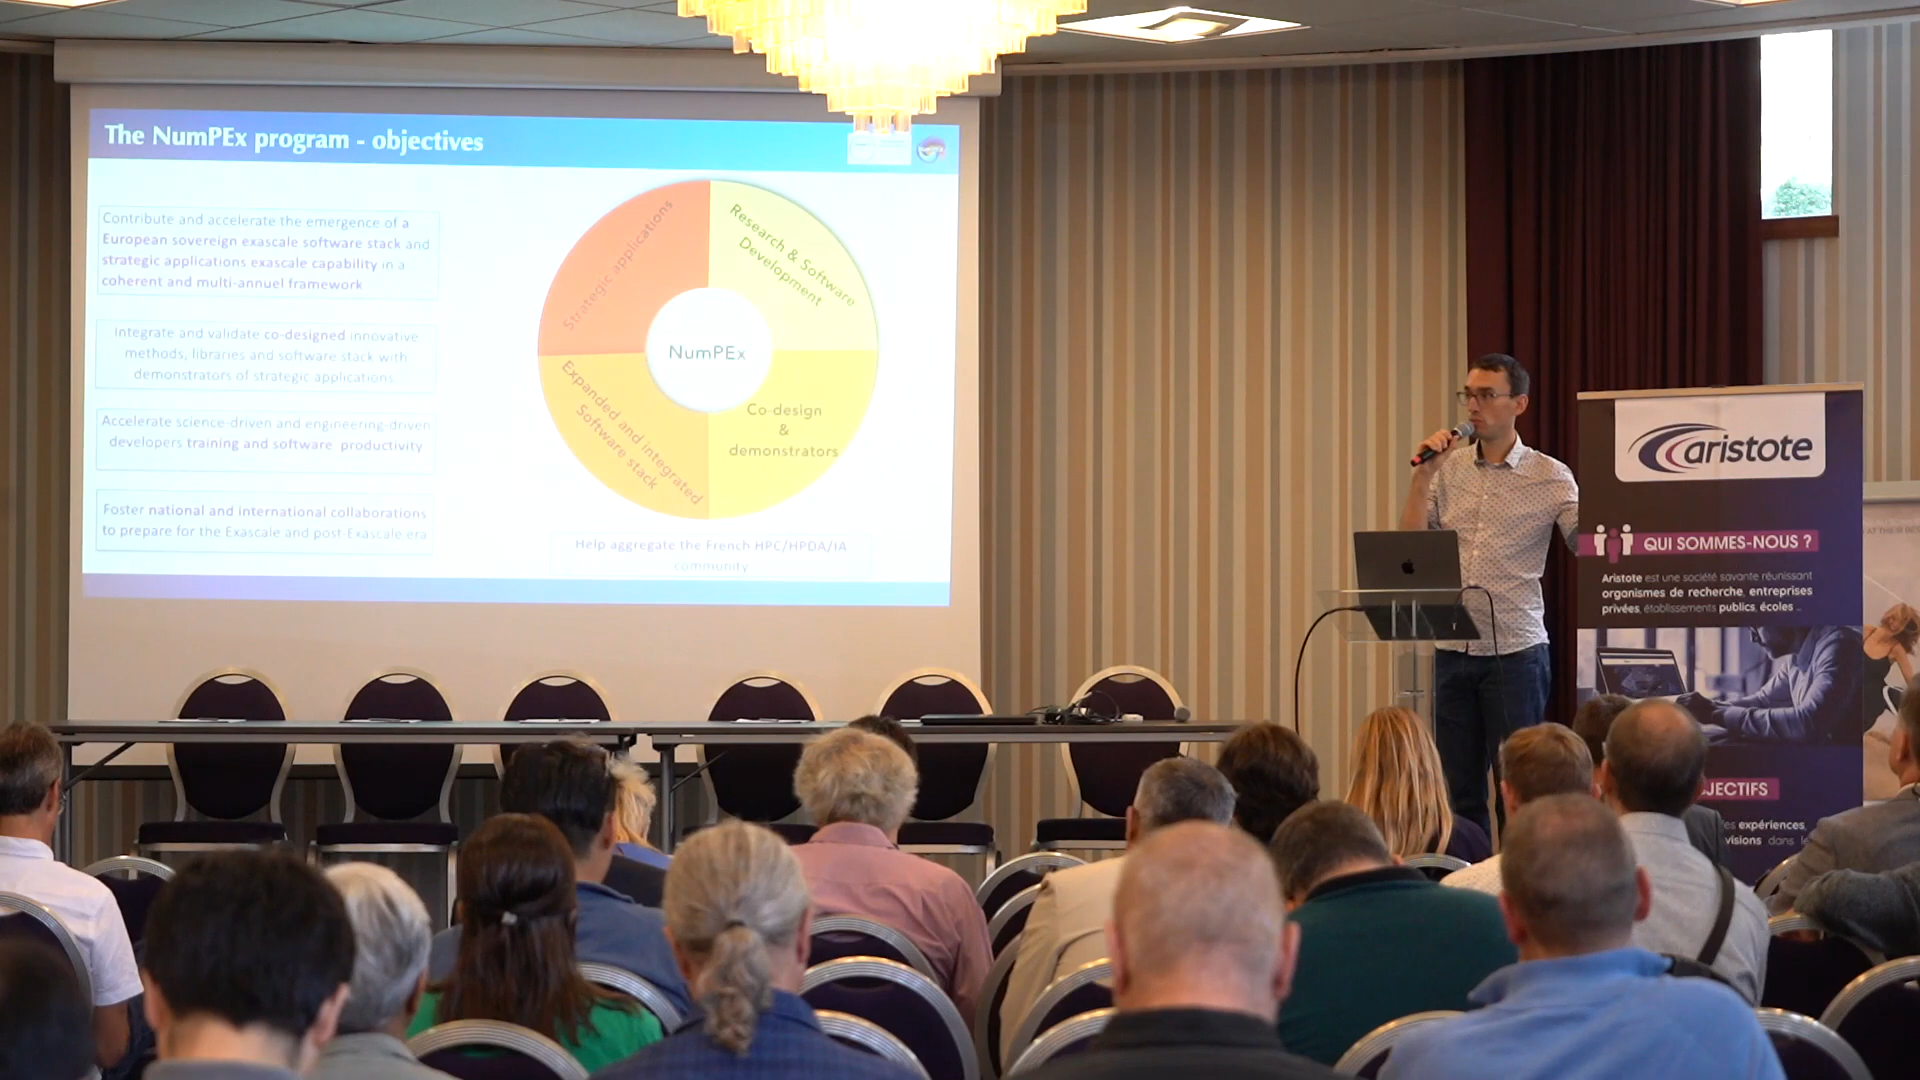 The NumPEx program - objectives
Contribute and accelerate the emergence of a
European sovereign exascale software stack and
strategic applications exascale capability in a
coherent and multi-annuel framework
Integrate and validate co-designed innovative
methods, libraries and software stack with
demonstrators of strategic applications.
Accelerate science-driven and engineering-driven
developers training and software productivity
Foster national and international collaborations
to prepare for the Exascale and post-Exascale era
Strategic applications
Research & Software
Development
NumPEx
Expanded and integrated
Software stack
Co-design
&
demonstrators
Help aggregate the French HPC/HPDA/IA
community
aristote
QUI SOMMES-NOUS ?
Aristote est une société savante réunissant
organismes de recherche, entreprises
privées, établissements publics, écoles ...
JECTIFS
expériences,
visions dans